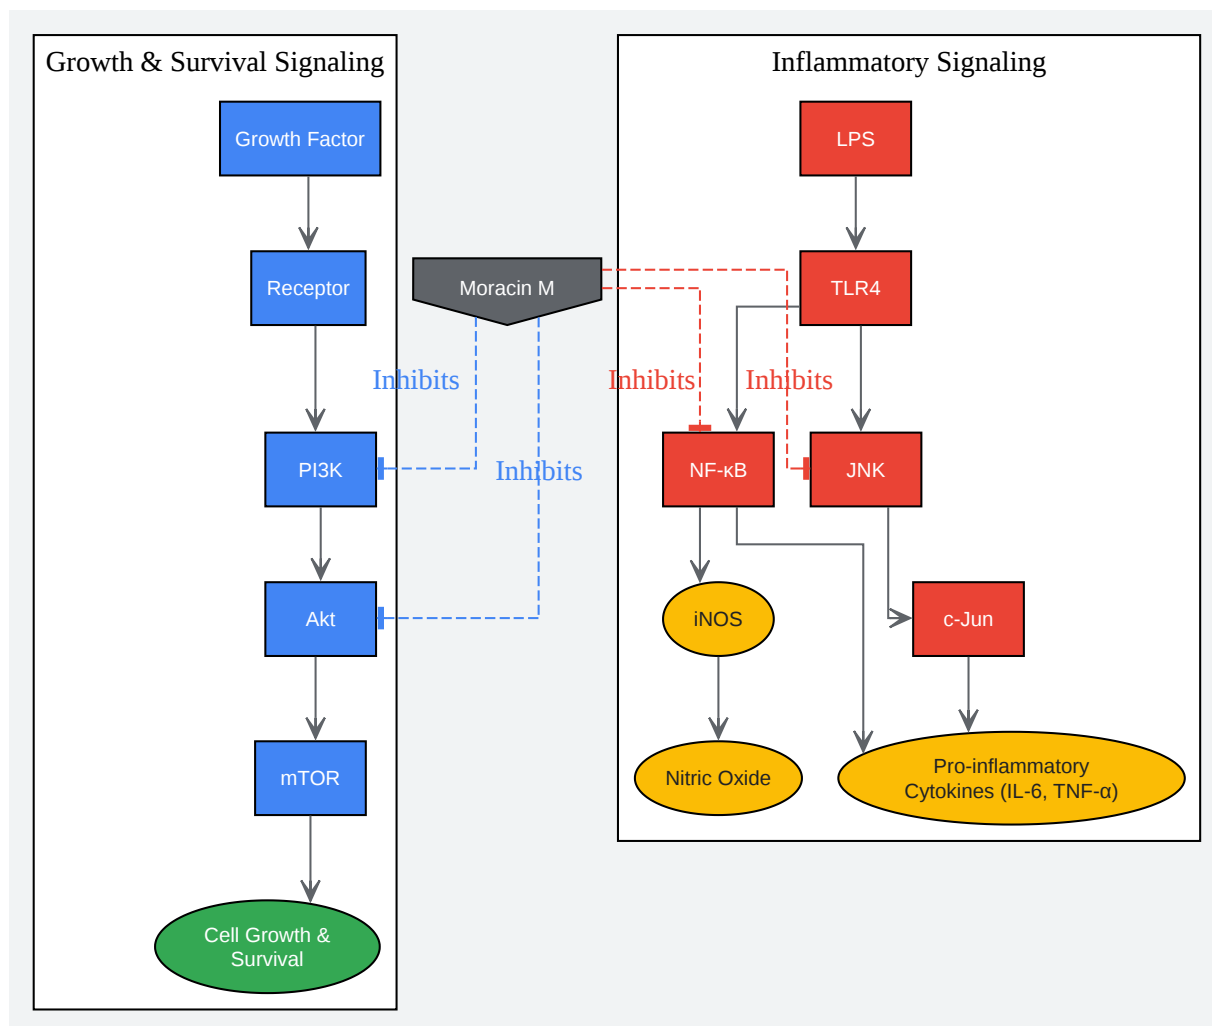 Growth & Survival Signaling
Growth Factor
Receptor
PI3K
Akt
mTOR
Cell Growth &
Survival
Moracin M
Inhibits
Inhibits
Inhibits
Inhibits
Inflammatory Signaling
LPS
TLR4
NF-κB
JNK
iNOS
c-Jun
Nitric Oxide
Pro-inflammatory
Cytokines (IL-6, TNF-α)